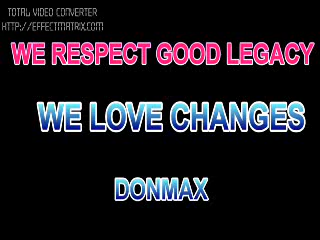 TOTAL VIDEO CONVERTER
HTTP://EFFECTMATRIX.COM
WE RESPECT GOOD LEGACY
WE LOVE CHANGES
DONMAX